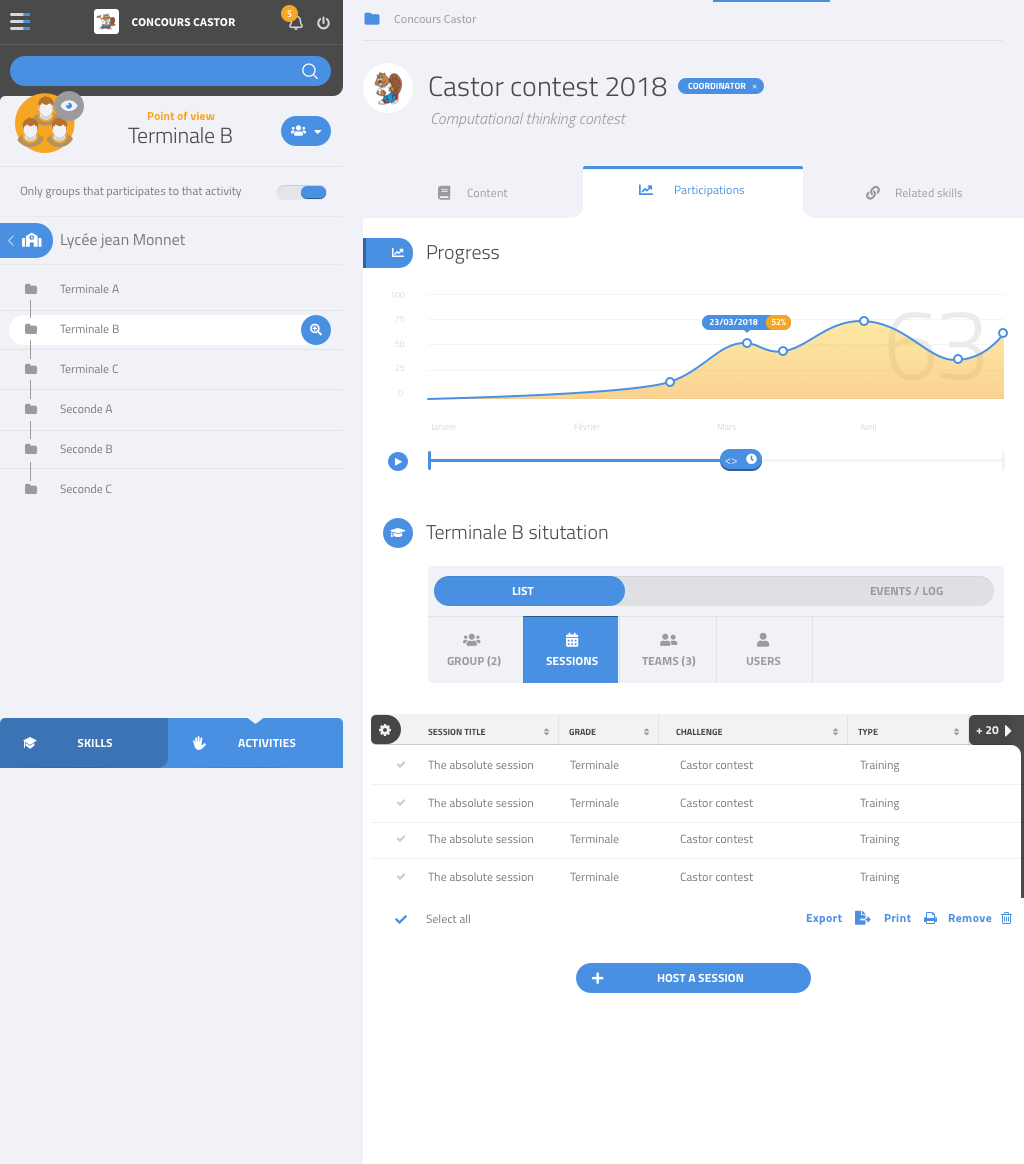 CONCOURS CASTOR
5
Point of view
Terminale B
Only groups that participates to that activity
Lycée jean Monnet
Terminale A
Terminale B
Terminale C
Seconde A
Seconde B
Seconde C
SKILLS
ACTIVITIES
Concours Castor
Castor contest 2018
COORDINATOR ×
Computational thinking contest
Content
Participations
Related skills
Progress
100
75
50
25
0
23/03/2018 52%
63
Janvier
Février
Mars
Avril
<>
Terminale B situtation
LIST
EVENTS / LOG
GROUP (2)
SESSIONS
TEAMS (3)
USERS
SESSION TITLE GRADE CHALLENGE TYPE + 20
The absolute session Terminale Castor contest Training
The absolute session Terminale Castor contest Training
The absolute session Terminale Castor contest Training
The absolute session Terminale Castor contest Training
Select all
Export Print Remove
HOST A SESSION